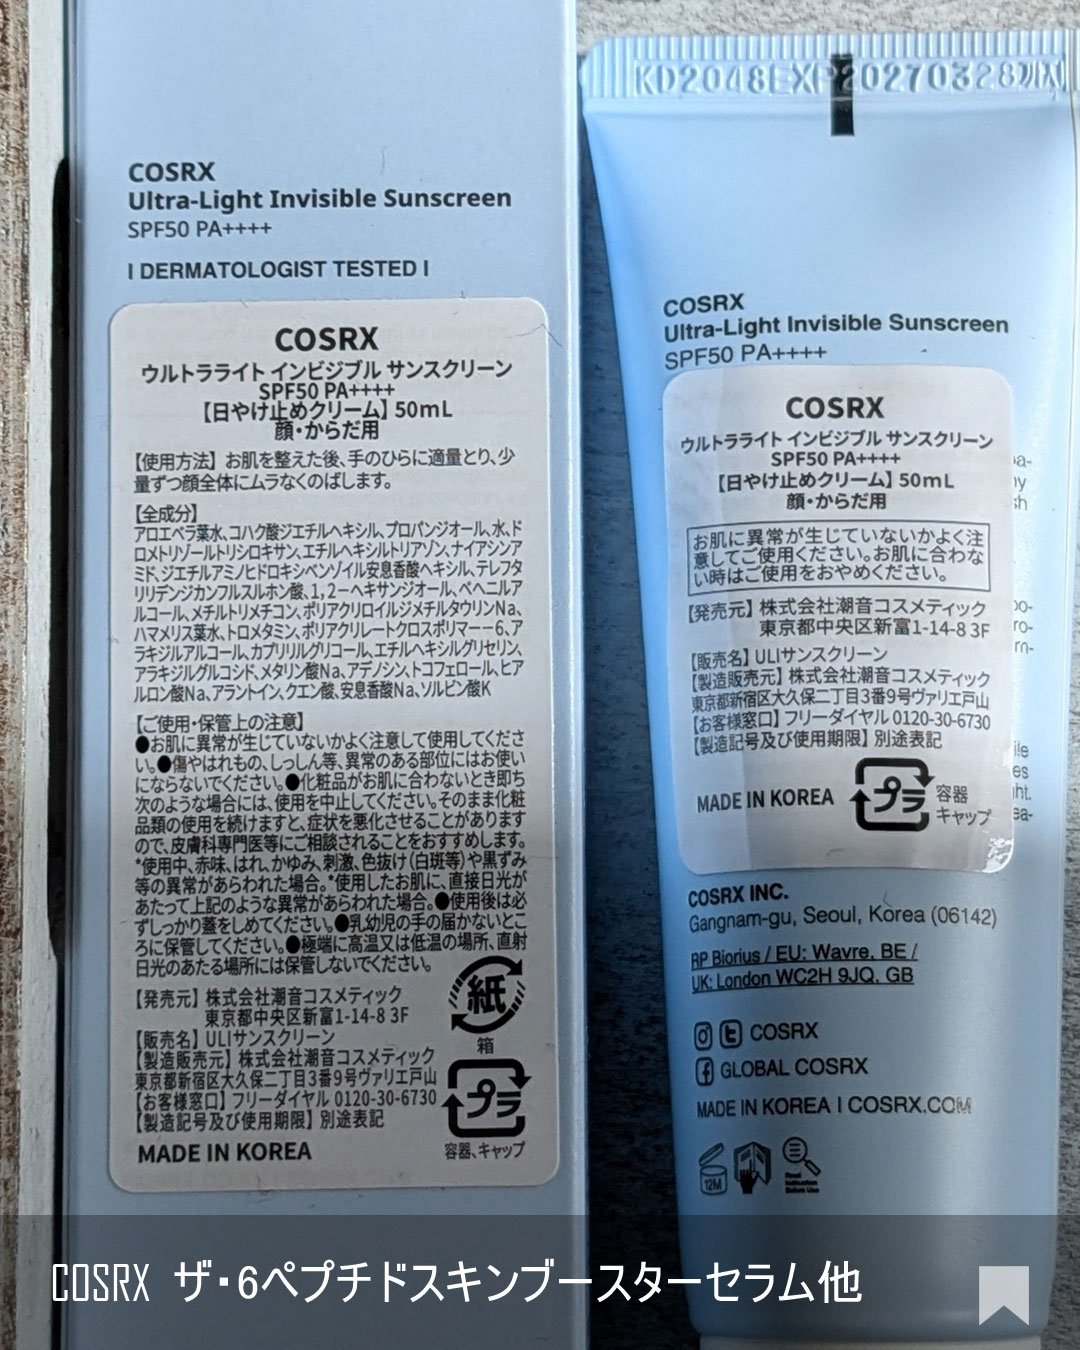 COSRX
Ultra-Light Invisible Sunscreen
SPF50 PA++++
I DERMATOLOGIST TESTED I
COSRX
ウルトラライト インビジブル サンスクリーン
SPF50 PA++++
【日やけ止めクリーム】 50mL
顔・からだ用
【使用方法】 お肌を整えた後、手のひらに適量とり、少
量ずつ顔全体にムラなくのばします。
【全成分】
アロエベラ葉水、コハク酸ジエチルヘキシル、プロパンジオール、水、ド
ロメトリゾールトリシロキサン、エチルヘキシルトリアゾン、ナイアシンア
ミド、ジエチルアミノヒドロキシベンゾイル安息香酸ヘキシル、テレフタ
リリデンジカンフルスルホン酸、1,2-ヘキサンジオール、ベヘニルア
ルコール、メチルトリメチコン、ポリアクリロイルジメチルタウリンNa、
ハマメリス葉水、トロメタミン、ポリアクリレートクロスポリマー－6、ア
ラキジルアルコール、カプリリルグリコール、エチルヘキシルグリセリン、
アラキジルグルコシド、メタリン酸Na、アデノシン、トコフェロール、ヒア
ルロン酸Na、アラントイン、クエン酸、安息香酸Na、ソルビン酸K
【ご使用・保管上の注意】
●お肌に異常が生じていないかよく注意して使用してくださ
い。●傷やはれもの、しっしん等、異常のある部位にはお使い
にならないでください。●化粧品がお肌に合わないとき即ち
次のような場合には、使用を中止してください。そのまま化粧
品類の使用を続けますと、症状を悪化させることがあります
ので、皮膚科専門医等にご相談されることをおすすめします。
*使用中、赤味、はれ、かゆみ、刺激、色抜け(白斑等)や黒ずみ
等の異常があらわれた場合。*使用したお肌に、直接日光が
あたって上記のような異常があらわれた場合。●使用後は必
ずしっかり蓋をしめてください。●乳幼児の手の届かないとこ
ろに保管してください。●極端に高温又は低温の場所、直射
日光のあたる場所には保管しないでください。
【発売元】 株式会社潮音コスメティック
東京都中央区新富1-14-8 3F
【販売名】 ULIサンスクリーン
【製造販売元】 株式会社潮音コスメティック
東京都新宿区大久保二丁目3番9号ヴァリエ戸山
【お客様窓口】 フリーダイヤル 0120-30-6730
【製造記号及び使用期限】 別途表記
MADE IN KOREA
紙
箱
プラ
容器、キャップ
KD2048EXP20270328까지
COSRX
Ultra-Light Invisible Sunscreen
SPF50 PA++++
COSRX
ウルトラライト インビジブル サンスクリーン
SPF50 PA++++
【日やけ止めクリーム】 50mL
顔・からだ用
お肌に異常が生じていないかよく注
意してご使用ください。お肌に合わな
い時はご使用をおやめください。
【発売元】 株式会社潮音コスメティック
東京都中央区新富1-14-8 3F
【販売名】 ULIサンスクリーン
【製造販売元】 株式会社潮音コスメティック
東京都新宿区大久保二丁目3番9号ヴァリエ戸山
【お客様窓口】 フリーダイヤル 0120-30-6730
【製造記号及び使用期限】 別途表記
MADE IN KOREA
プラ
容器
キャップ
COSRX INC.
Gangnam-gu, Seoul, Korea (06142)
RP Biorius / EU: Wavre, BE /
UK: London WC2H 9JQ, GB
COSRX
GLOBAL COSRX
MADE IN KOREA I COSRX.COM
12M
Read
Instruction
Before Use
COSRX ザ・6ペプチドスキンブースターセラム他